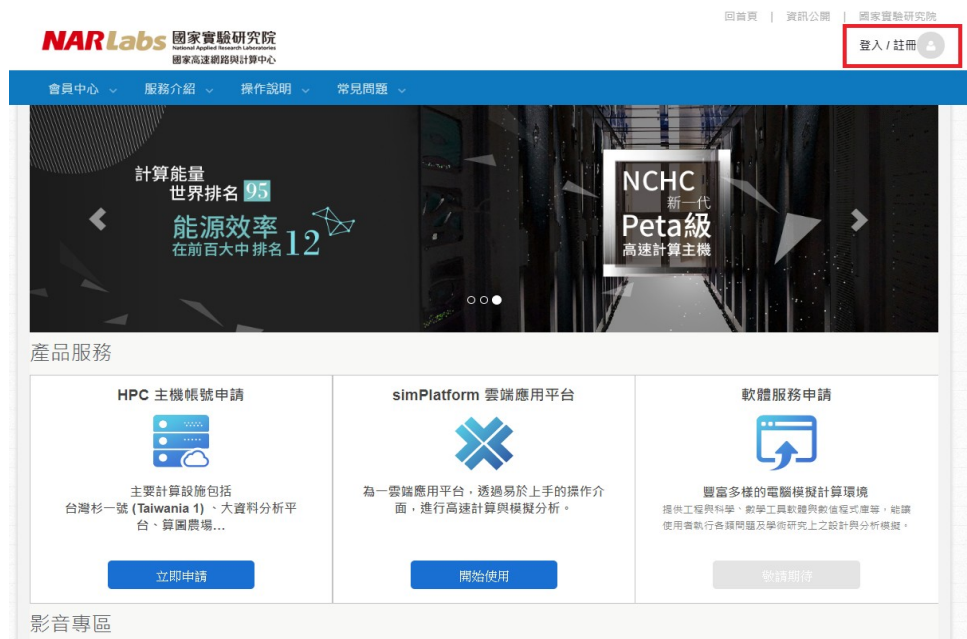 回首頁 | 資訊公開 | 國家實驗研究院
NARLabs 國家實驗研究院
National Applied Research Laboratories
國家高速網路與計算中心
登入 / 註冊
會員中心 服務介紹 操作說明 常見問題
計算能量
世界排名 95
能源效率
在前百大中排名 12
NCHC
新一代
Peta級
高速計算主機
產品服務
HPC 主機帳號申請
主要計算設施包括
台灣杉一號 (Taiwania 1) 、大資料分析平
台、算圖農場...
立即申請
simPlatform 雲端應用平台
為一雲端應用平台，透過易於上手的操作介
面，進行高速計算與模擬分析。
開始使用
軟體服務申請
豐富多樣的電腦模擬計算環境
提供工程與科學、數學工具軟體與數值程式庫等，能讓
使用者執行各類問題及學術研究上之設計與分析模擬。
敬請期待
影音專區